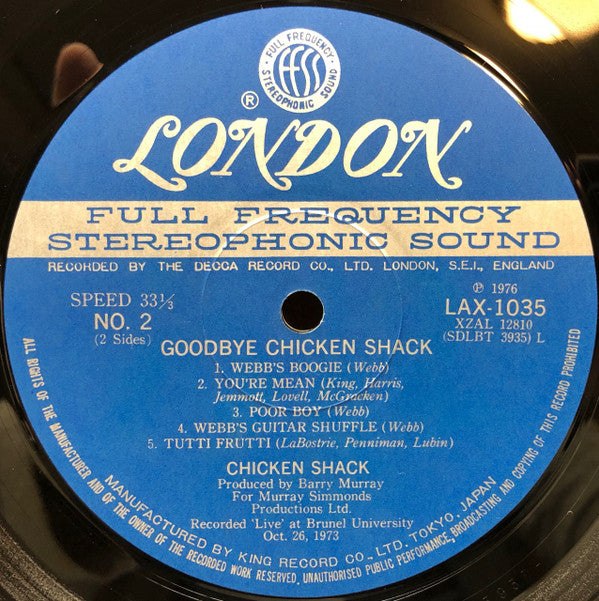 FULL FREQUENCY
ffss
STEREOPHONIC SOUND
®
LONDON
FULL FREQUENCY
STEREOPHONIC SOUND
RECORDED BY THE DECCA RECORD CO., LTD. LONDON, S.E.I., ENGLAND
SPEED 33⅓
NO. 2
(2 Sides)
℗ 1976
LAX-1035
XZAL 12810
(SDLBT 3935) L
GOODBYE CHICKEN SHACK
1. WEBB'S BOOGIE (Webb)
2. YOU'RE MEAN (King, Harris,
Jemmott, Lovell, McGracken)
3. POOR BOY (Webb)
4. WEBB'S GUITAR SHUFFLE (Webb)
5. TUTTI FRUTTI (LaBostrie, Penniman, Lubin)
CHICKEN SHACK
Produced by Barry Murray
For Murray Simmonds
Productions Ltd.
Recorded 'Live' at Brunel University
Oct. 26, 1973
MANUFACTURED BY KING RECORD CO., LTD. TOKYO, JAPAN
ALL RIGHTS OF THE MANUFACTURER AND OF THE OWNER OF THE RECORDED WORK RESERVED. UNAUTHORISED PUBLIC PERFORMANCE, BROADCASTING AND COPYING OF THIS RECORD PROHIBITED